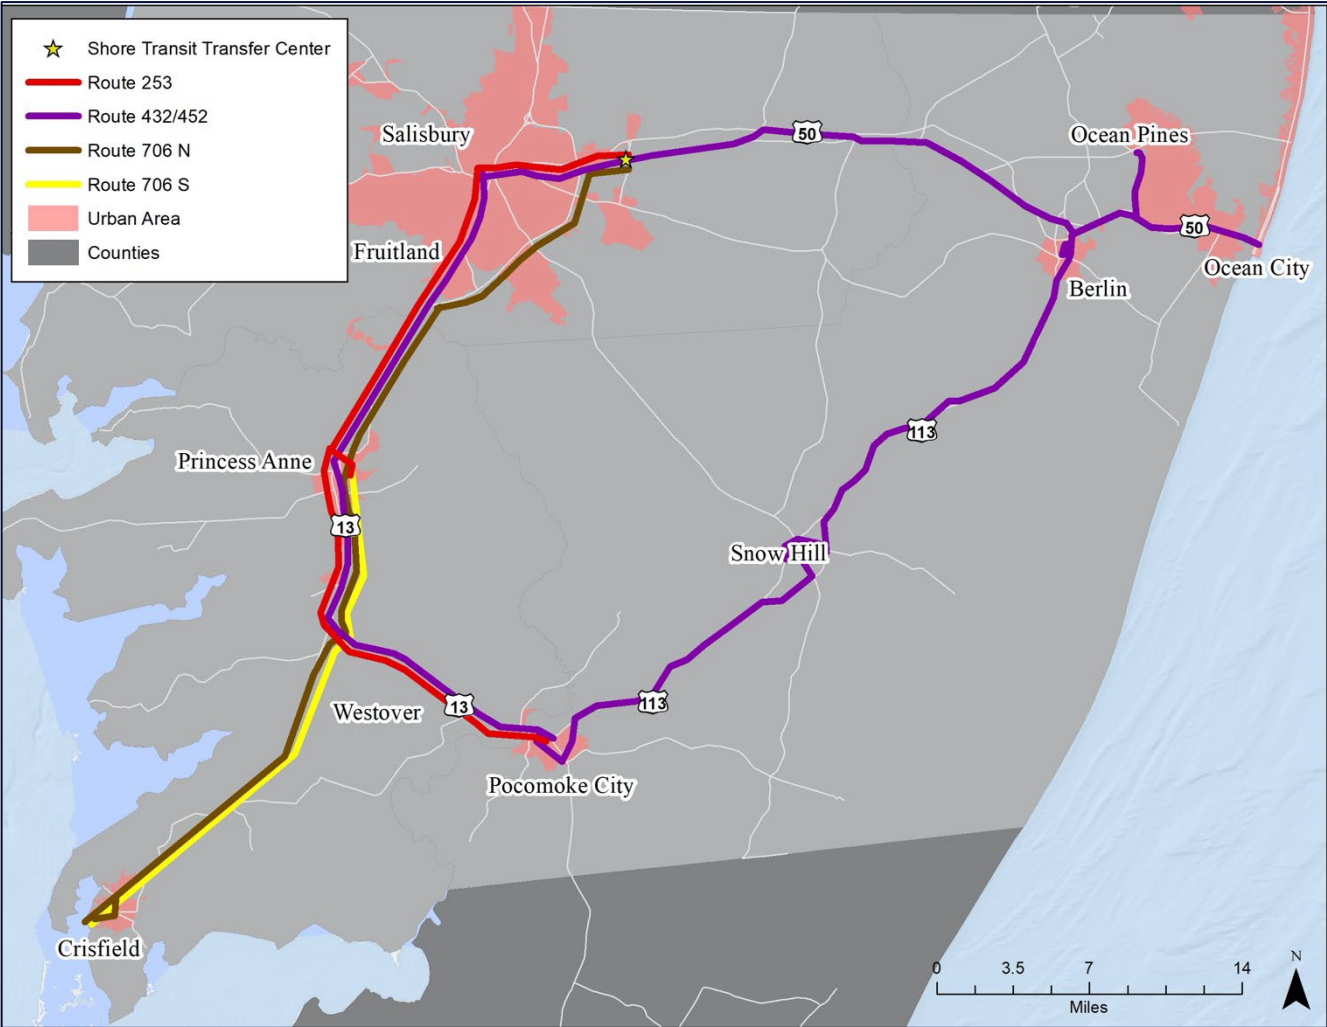 Shore Transit Transfer Center
Route 253
Route 432/452
Route 706 N
Route 706 S
Urban Area
Counties
Salisbury
50
Ocean Pines
Fruitland
50
Ocean City
Berlin
113
Princess Anne
13
Snow Hill
Westover
13
113
Pocomoke City
Crisfield
0 3.5 7 14
Miles
N